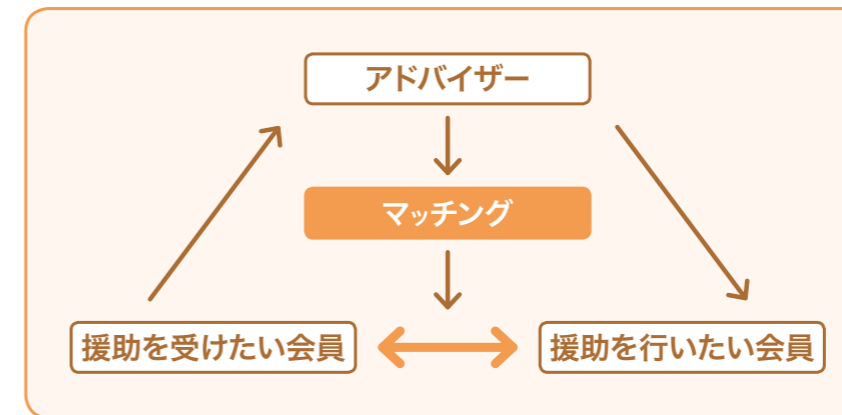 アドバイザー
マッチング
援助を受けたい会員
援助を行いたい会員